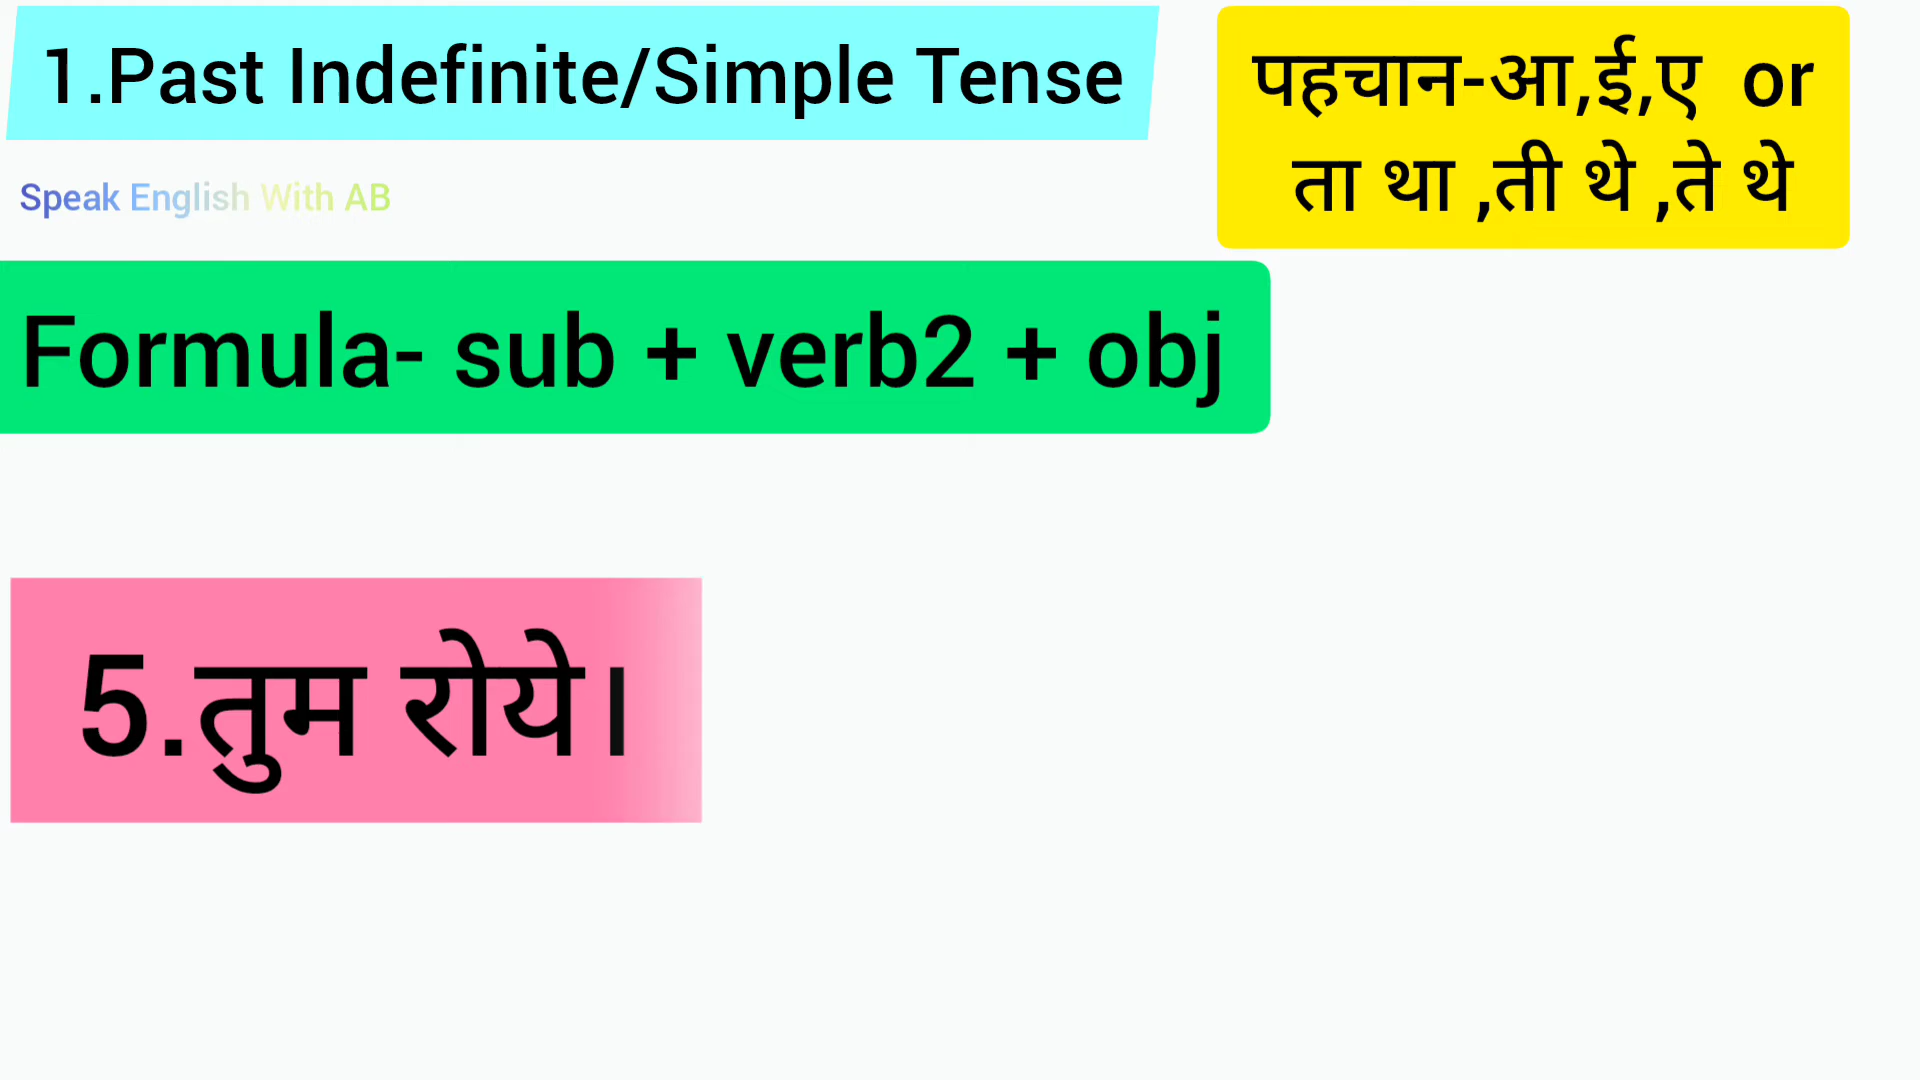 1.Past Indefinite/Simple Tense
पहचान-आ,ई,ए or
ता था ,ती थे ,ते थे
Speak English With AB
Formula- sub + verb2 + obj
5.तुम रोये।